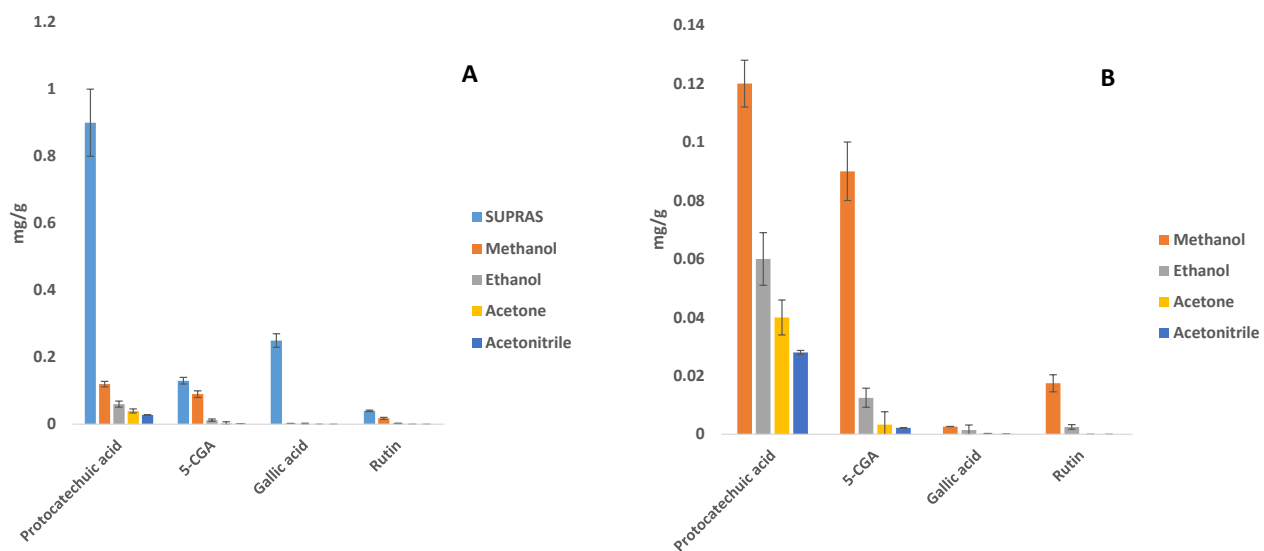 1.2
1
0.8
0.6
0.4
0.2
0
mg/g
A
SUPRAS
Methanol
Ethanol
Acetone
Acetonitrile
Protocatechuic acid
5-CGA
Gallic acid
Rutin
0.14
0.12
0.1
0.08
0.06
0.04
0.02
0
mg/g
B
Methanol
Ethanol
Acetone
Acetonitrile
Protocatechuic acid
5-CGA
Gallic acid
Rutin